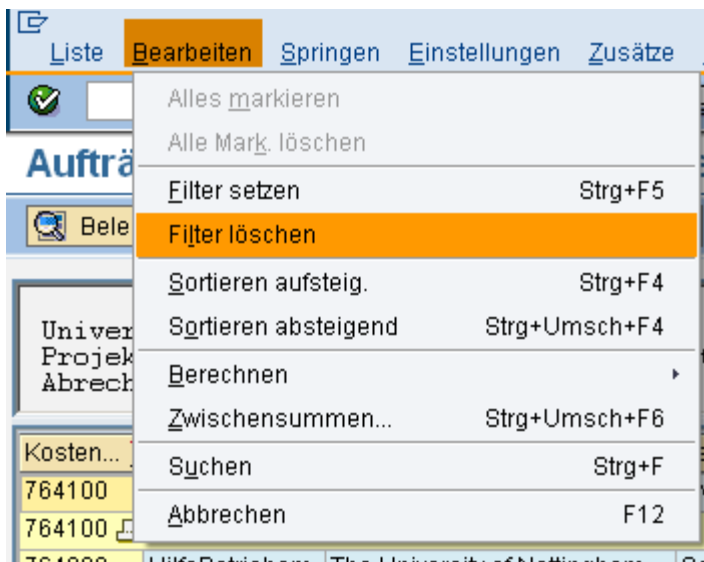 Liste Bearbeiten Springen Einstellungen Zusätze
Alles markieren
Alle Mark. löschen
Aufträ
Filter setzen Strg+F5
Bele
Filter löschen
Sortieren aufsteig. Strg+F4
Univer
Sortieren absteigend Strg+Umsch+F4
Projek
Berechnen
Abrech
Zwischensummen... Strg+Umsch+F6
Kosten...
Suchen Strg+F
764100
Abbrechen F12
764100